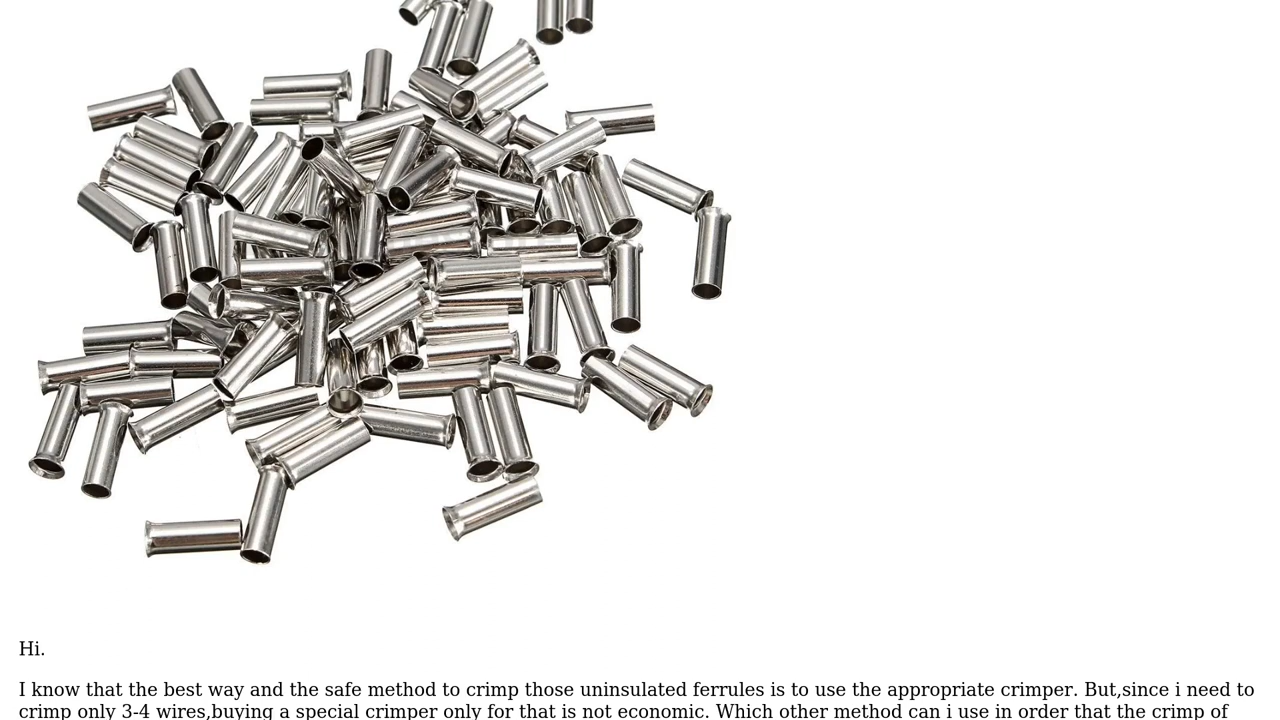 Hi.
I know that the best way and the safe method to crimp those uninsulated ferrules is to use the appropriate crimper. But,since i need to
crimp only 3-4 wires,buying a special crimper only for that is not economic. Which other method can i use in order that the crimp of